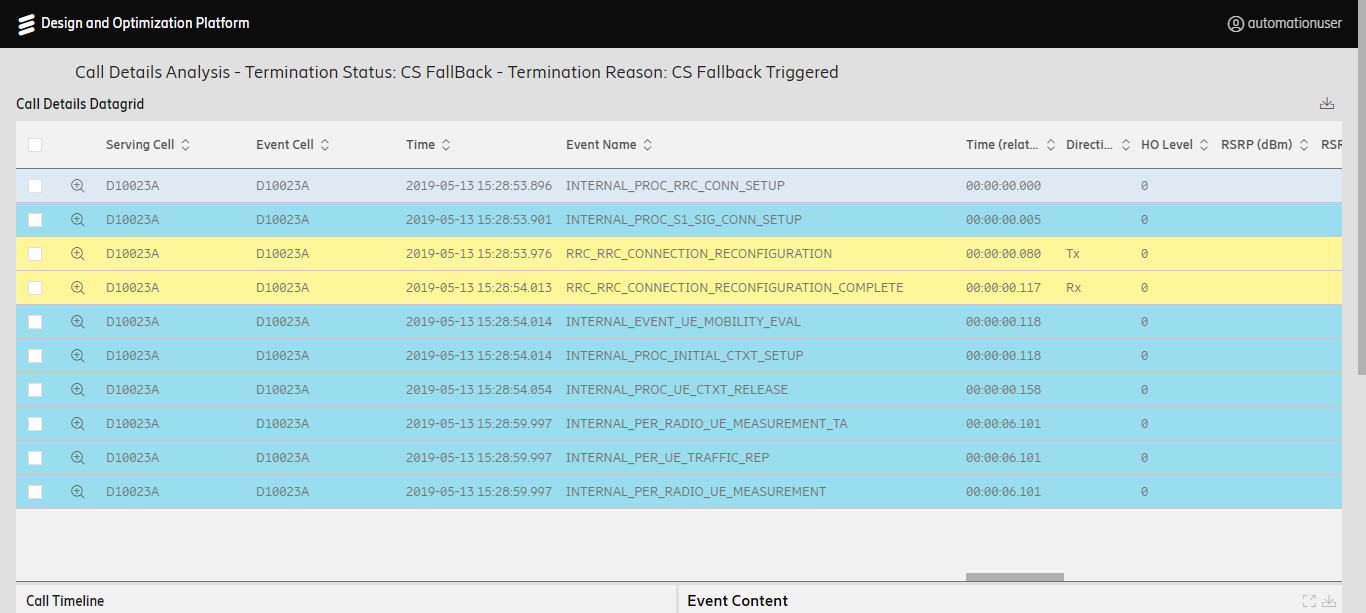 Design and Optimization Platform automationuser
Call Details Analysis - Termination Status: CS FallBack - Termination Reason: CS Fallback Triggered
Call Details Datagrid
Serving Cell Event Cell Time Event Name Time (relat... Directi... HO Level RSRP (dBm) RSR
D10023A D10023A 2019-05-13 15:28:53.896 INTERNAL_PROC_RRC_CONN_SETUP 00:00:00.000 0
D10023A D10023A 2019-05-13 15:28:53.901 INTERNAL_PROC_S1_SIG_CONN_SETUP 00:00:00.005 0
D10023A D10023A 2019-05-13 15:28:53.976 RRC_RRC_CONNECTION_RECONFIGURATION 00:00:00.080 Tx 0
D10023A D10023A 2019-05-13 15:28:54.013 RRC_RRC_CONNECTION_RECONFIGURATION_COMPLETE 00:00:00.117 Rx 0
D10023A D10023A 2019-05-13 15:28:54.014 INTERNAL_EVENT_UE_MOBILITY_EVAL 00:00:00.118 0
D10023A D10023A 2019-05-13 15:28:54.014 INTERNAL_PROC_INITIAL_CTXT_SETUP 00:00:00.118 0
D10023A D10023A 2019-05-13 15:28:54.054 INTERNAL_PROC_UE_CTXT_RELEASE 00:00:00.158 0
D10023A D10023A 2019-05-13 15:28:59.997 INTERNAL_PER_RADIO_UE_MEASUREMENT_TA 00:00:06.101 0
D10023A D10023A 2019-05-13 15:28:59.997 INTERNAL_PER_UE_TRAFFIC_REP 00:00:06.101 0
D10023A D10023A 2019-05-13 15:28:59.997 INTERNAL_PER_RADIO_UE_MEASUREMENT 00:00:06.101 0
Call Timeline Event Content